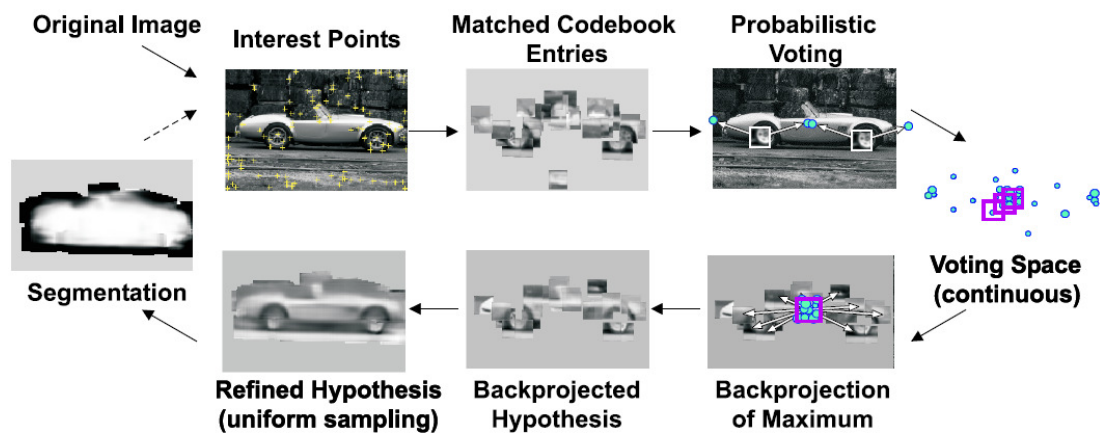 Original Image
Interest Points
Matched Codebook
Entries
Probabilistic
Voting
Voting Space
(continuous)
Segmentation
Refined Hypothesis
(uniform sampling)
Backprojected
Hypothesis
Backprojection
of Maximum